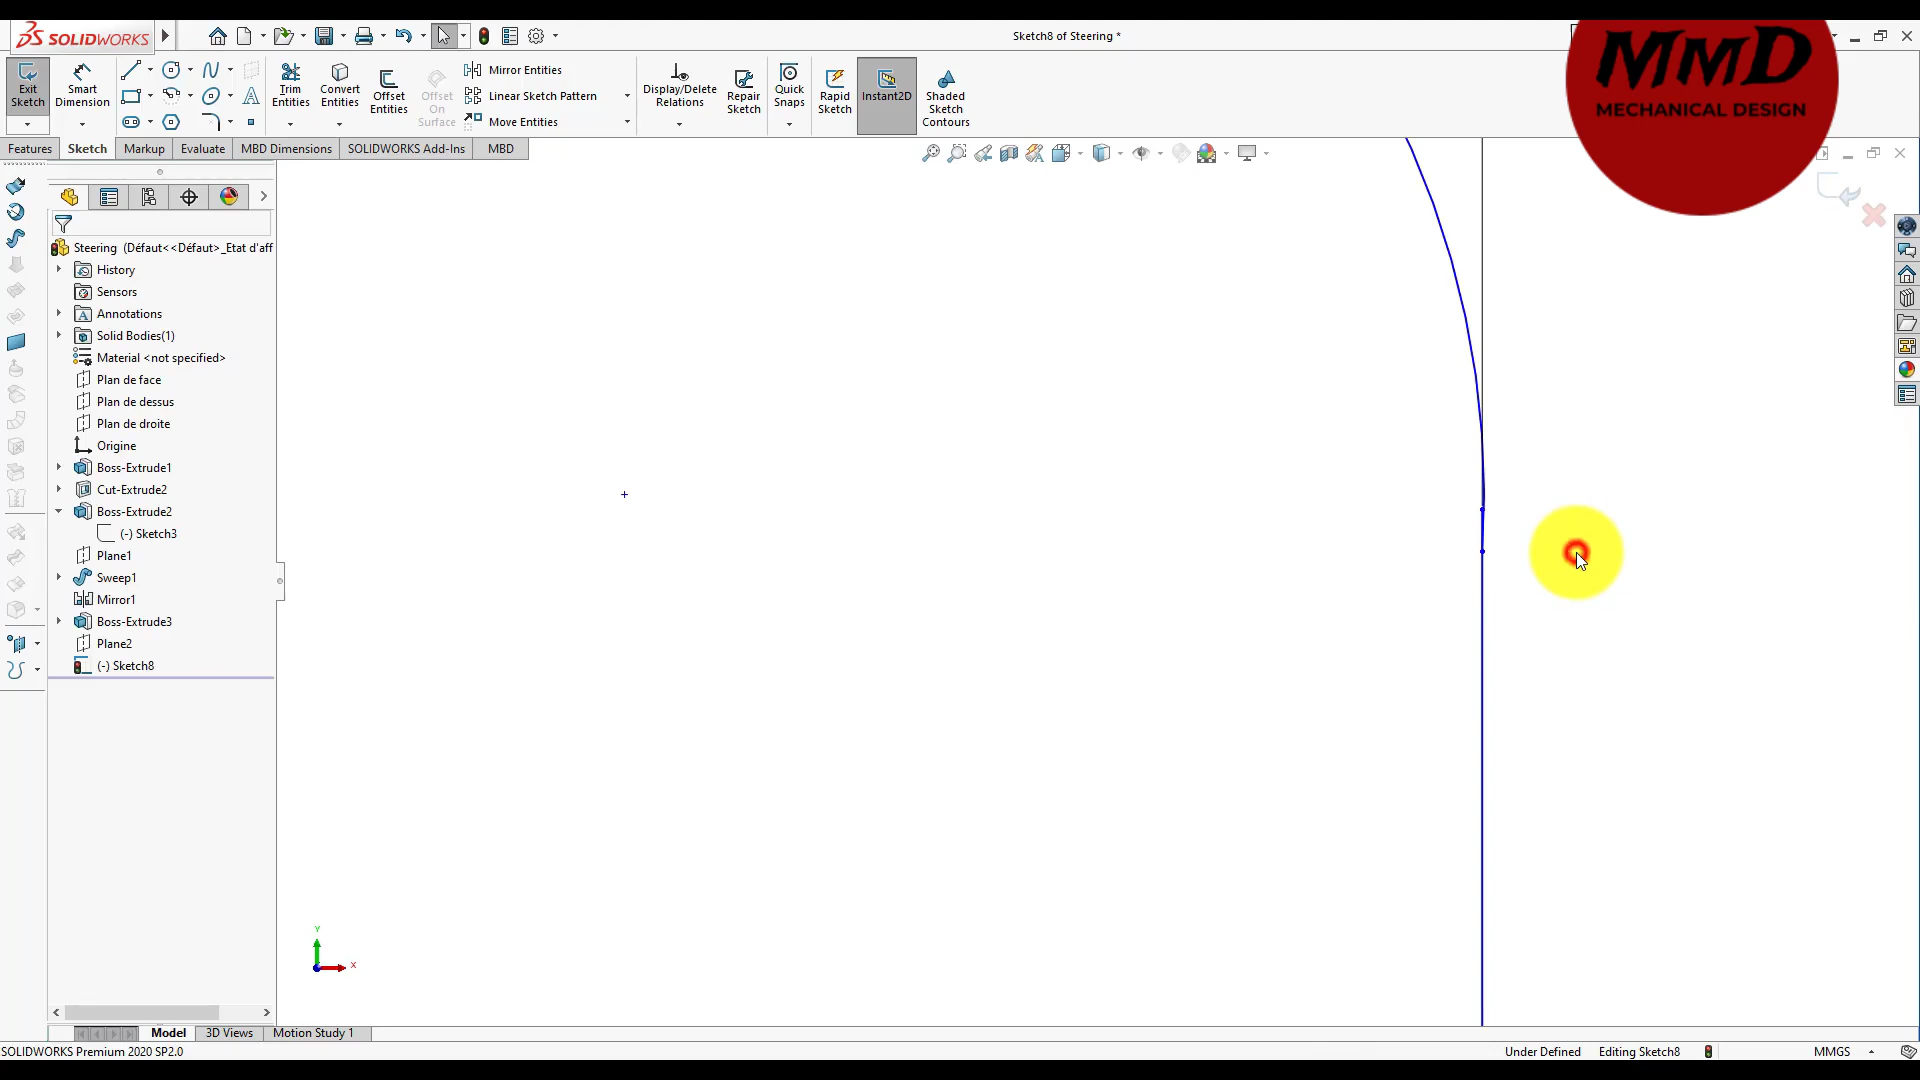 SOLIDWORKS
Sketch8 of Steering *
MMD
MECHANICAL DESIGN
Exit Sketch
Smart Dimension
Trim Entities
Convert Entities
Offset Entities
Offset On Surface
Mirror Entities
Linear Sketch Pattern
Move Entities
Display/Delete Relations
Repair Sketch
Quick Snaps
Rapid Sketch
Instant2D
Shaded Sketch Contours
Features
Sketch
Markup
Evaluate
MBD Dimensions
SOLIDWORKS Add-Ins
MBD
Steering (Défaut<<Défaut>_Etat d'aff
History
Sensors
Annotations
Solid Bodies(1)
Material <not specified>
Plan de face
Plan de dessus
Plan de droite
Origine
Boss-Extrude1
Cut-Extrude2
Boss-Extrude2
(-) Sketch3
Plane1
Sweep1
Mirror1
Boss-Extrude3
Plane2
(-) Sketch8
Y
X
Model
3D Views
Motion Study 1
SOLIDWORKS Premium 2020 SP2.0
Under Defined
Editing Sketch8
MMGS